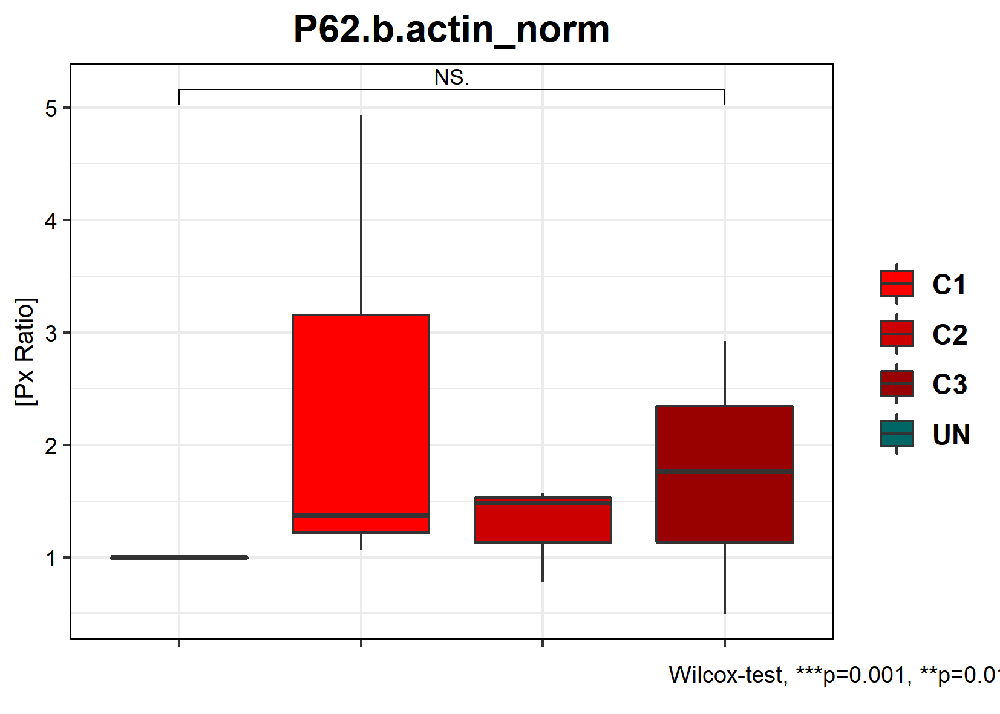 P62.b.actin_norm
NS.
5
4
3
2
1
[Px Ratio]
C1
C2
C3
UN
Wilcox-test, ***p=0.001, **p=0.01